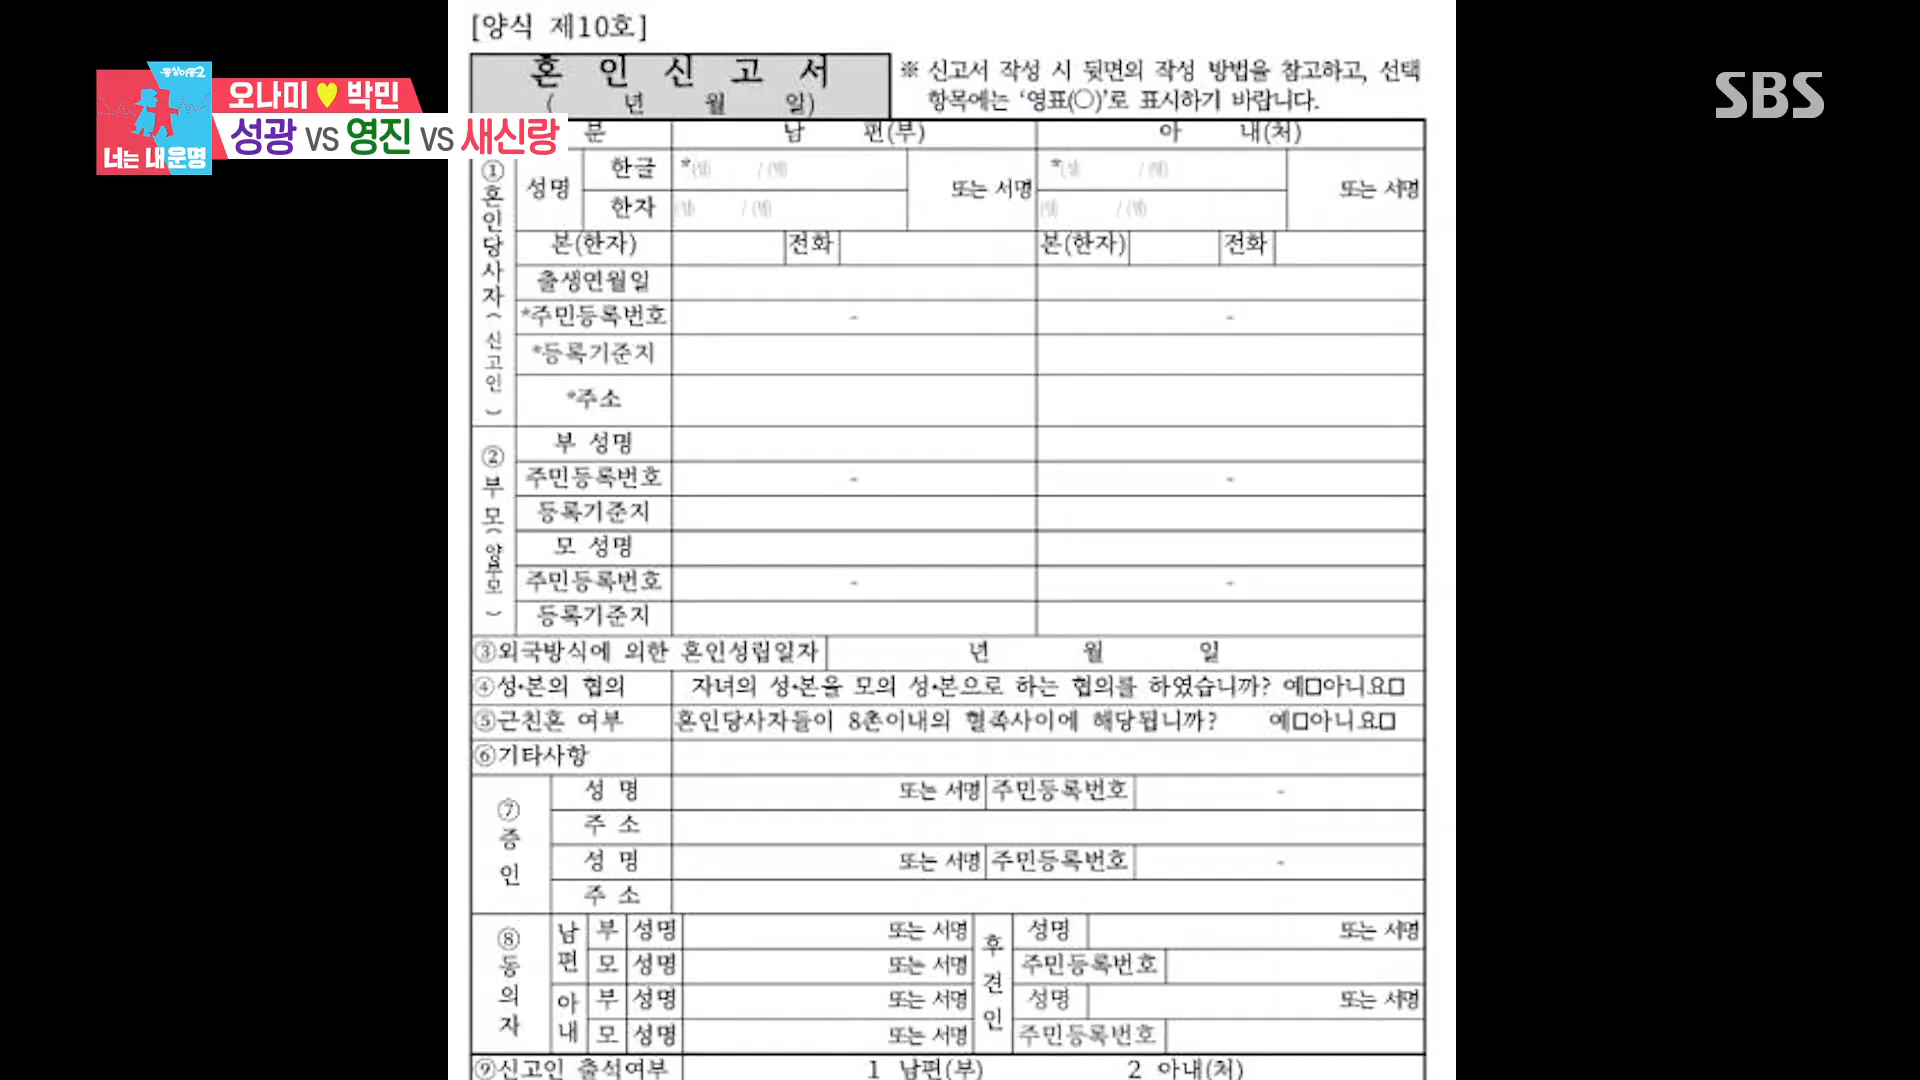 [양식 제10호]
혼 인 신 고 서
( 년 월 일)
※ 신고서 작성 시 뒷면의 작성 방법을 참고하고, 선택
항목에는 ‘영표(○)’로 표시하기 바랍니다.
동상이몽2
너는 내 운명
오나미 ♥ 박민
성광 VS 영진 VS 새신랑
SBS
분 남 편(부) 아 내(처)
①혼인당사자(신고인)
성명 한글 *(성) / (명) 또는 서명 *(성) / (명) 또는 서명
한자 (성) / (명) (성) / (명)
본(한자) 전화 본(한자) 전화
출생연월일
*주민등록번호 - -
*등록기준지
*주소
②부모(양부모)
부 성명
주민등록번호 - -
등록기준지
모 성명
주민등록번호 - -
등록기준지
③외국방식에 의한 혼인성립일자 년 월 일
④성·본의 협의 자녀의 성·본을 모의 성·본으로 하는 협의를 하였습니까? 예□아니요□
⑤근친혼 여부 혼인당사자들이 8촌이내의 혈족사이에 해당됩니까? 예□아니요□
⑥기타사항
⑦증인
성 명 또는 서명 주민등록번호 -
주 소
성 명 또는 서명 주민등록번호 -
주 소
⑧동의자
남편 부 성명 또는 서명 후견인 성명 또는 서명
모 성명 또는 서명 주민등록번호
아내 부 성명 또는 서명 성명 또는 서명
모 성명 또는 서명 주민등록번호
⑨신고인 출석여부 1 남편(부) 2 아내(처)